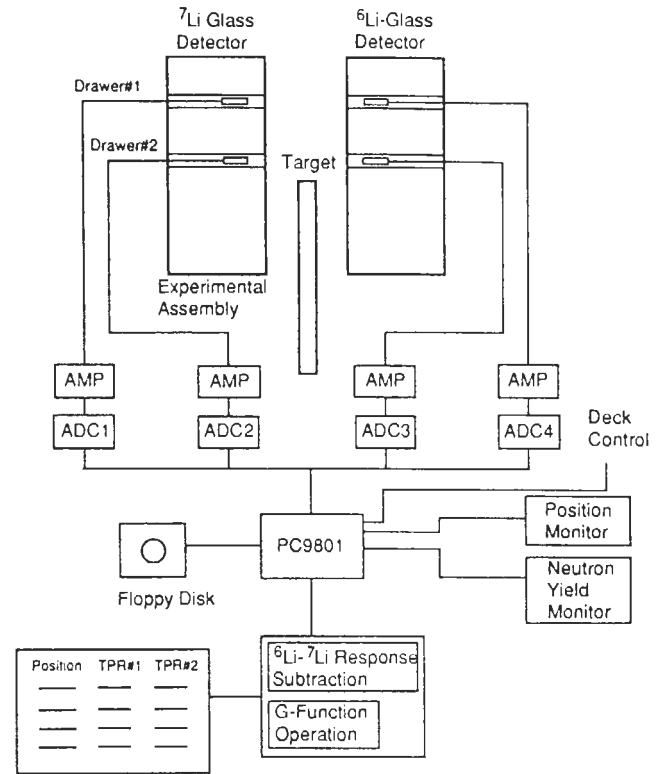 ⁷Li Glass
Detector
⁶Li-Glass
Detector
Drawer#1
Drawer#2
Target
Experimental
Assembly
AMP
AMP
AMP
AMP
ADC1
ADC2
ADC3
ADC4
Deck
Control
PC9801
Position
Monitor
Floppy Disk
Neutron
Yield
Monitor
Position TPR#1 TPR#2
⁶Li-⁷Li Response
Subtraction
G-Function
Operation